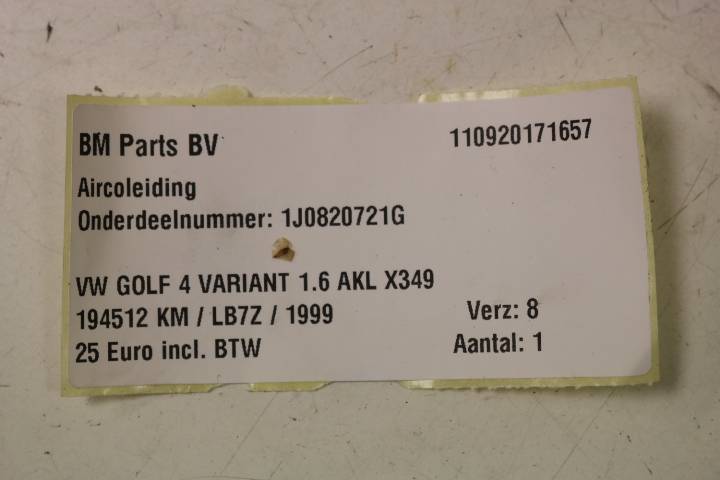 BM Parts BV 110920171657
Aircoleiding
Onderdeelnummer: 1J0820721G
VW GOLF 4 VARIANT 1.6 AKL X349
194512 KM / LB7Z / 1999 Verz: 8
25 Euro incl. BTW Aantal: 1